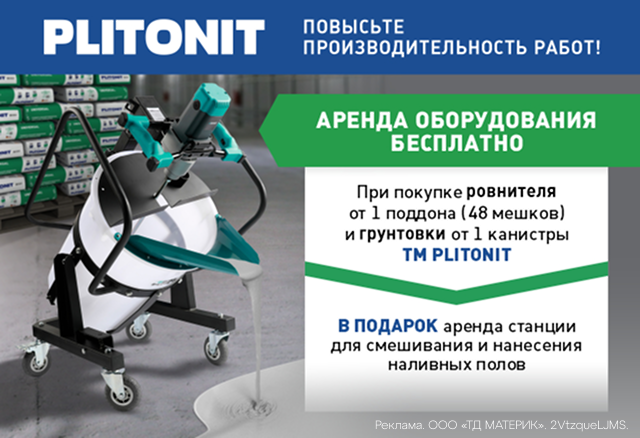 PLITONIT
ПОВЫСЬТЕ
ПРОИЗВОДИТЕЛЬНОСТЬ РАБОТ!
АРЕНДА ОБОРУДОВАНИЯ
БЕСПЛАТНО
При покупке ровнителя
от 1 поддона (48 мешков)
и грунтовки от 1 канистры
ТМ PLITONIT
В ПОДАРОК аренда станции
для смешивания и нанесения
наливных полов
Реклама. ООО «ТД МАТЕРИК». 2VtzqueLJMS.